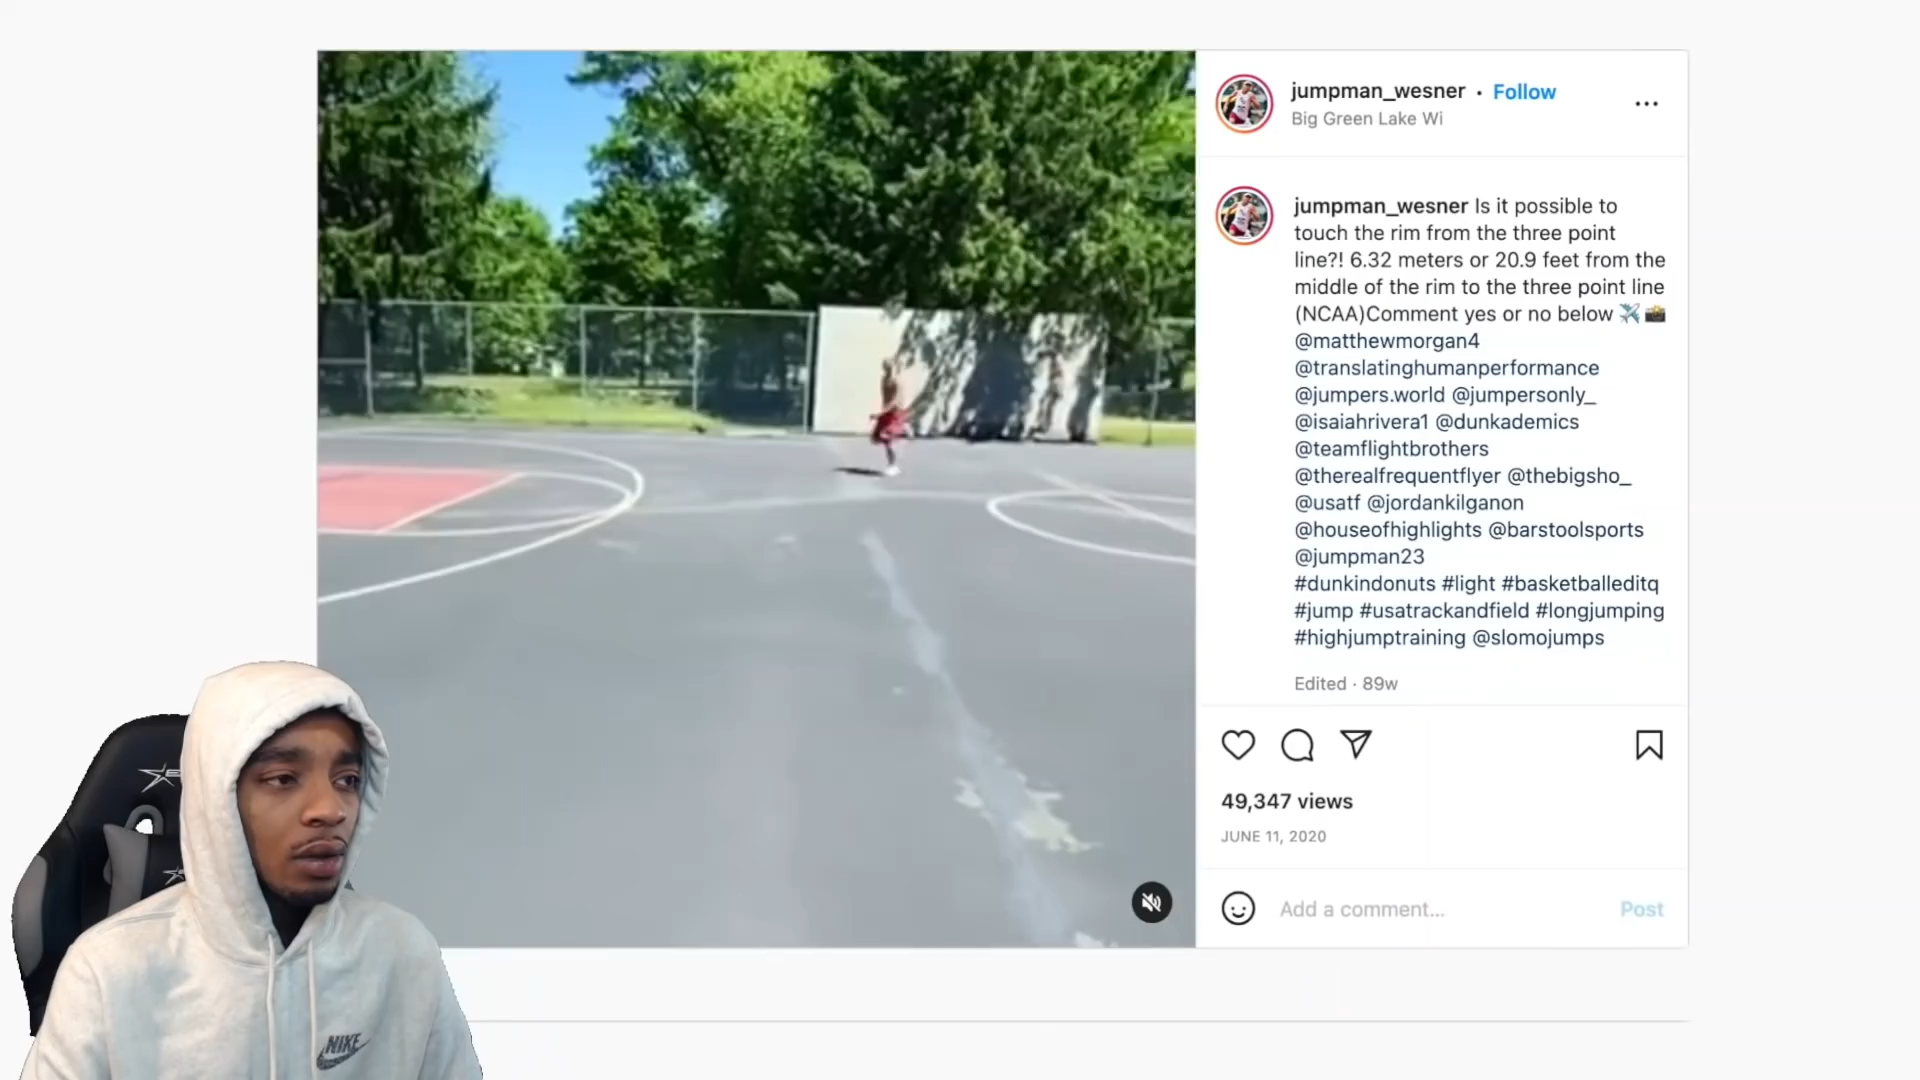 jumpman_wesner • Follow
Big Green Lake Wi
jumpman_wesner Is it possible to
touch the rim from the three point
line?! 6.32 meters or 20.9 feet from the
middle of the rim to the three point line
(NCAA)Comment yes or no below ✈️📸
@matthewmorgan4
@translatinghumanperformance
@jumpers.world @jumpersonly_
@isaiahrivera1 @dunkademics
@teamflightbrothers
@therealfrequentflyer @thebigsho_
@usatf @jordankilganon
@houseofhighlights @barstoolsports
@jumpman23
#dunkindonuts #light #basketballeditq
#jump #usatrackandfield #longjumping
#highjumptraining @slomojumps
Edited · 89w
49,347 views
JUNE 11, 2020
Add a comment...
Post
NIKE